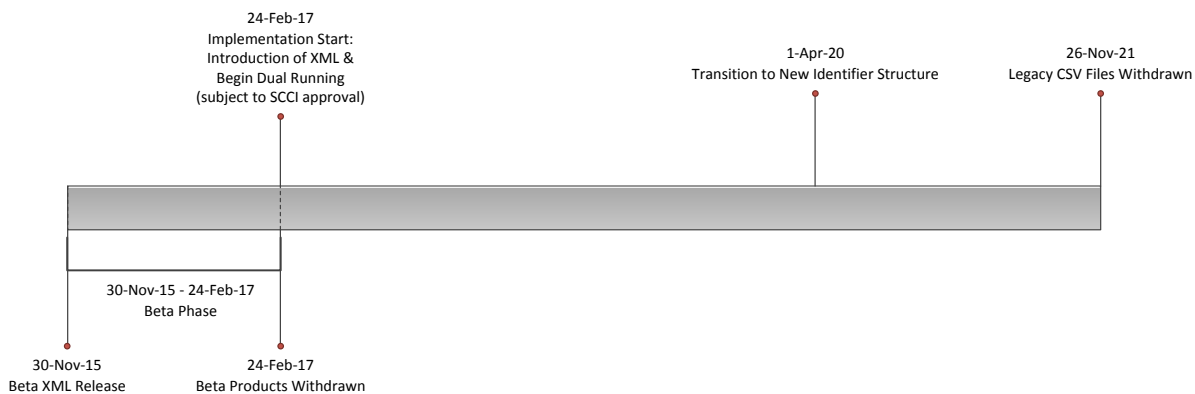 24-Feb-17
Implementation Start:
Introduction of XML &
Begin Dual Running
(subject to SCCI approval)
1-Apr-20
Transition to New Identifier Structure
26-Nov-21
Legacy CSV Files Withdrawn
30-Nov-15 - 24-Feb-17
Beta Phase
30-Nov-15
Beta XML Release
24-Feb-17
Beta Products Withdrawn